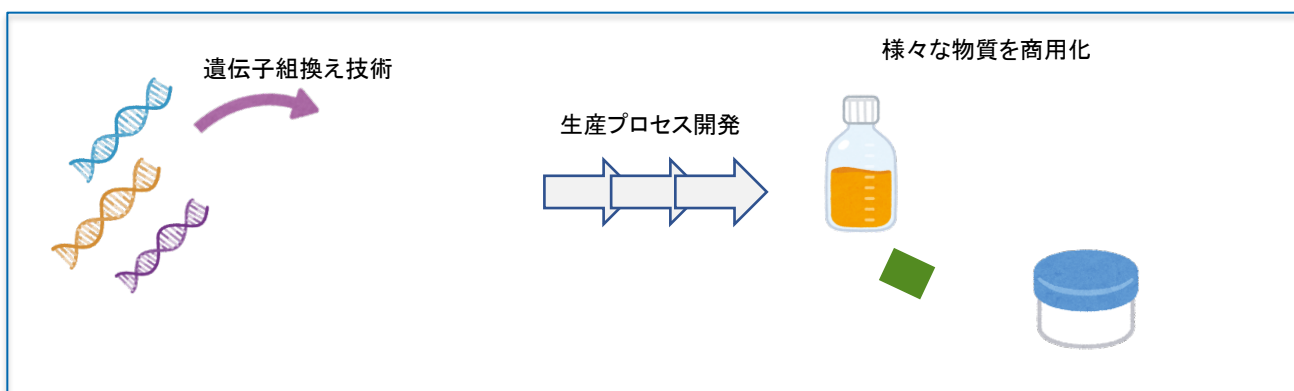 遺伝子組換え技術
生産プロセス開発
様々な物質を商用化